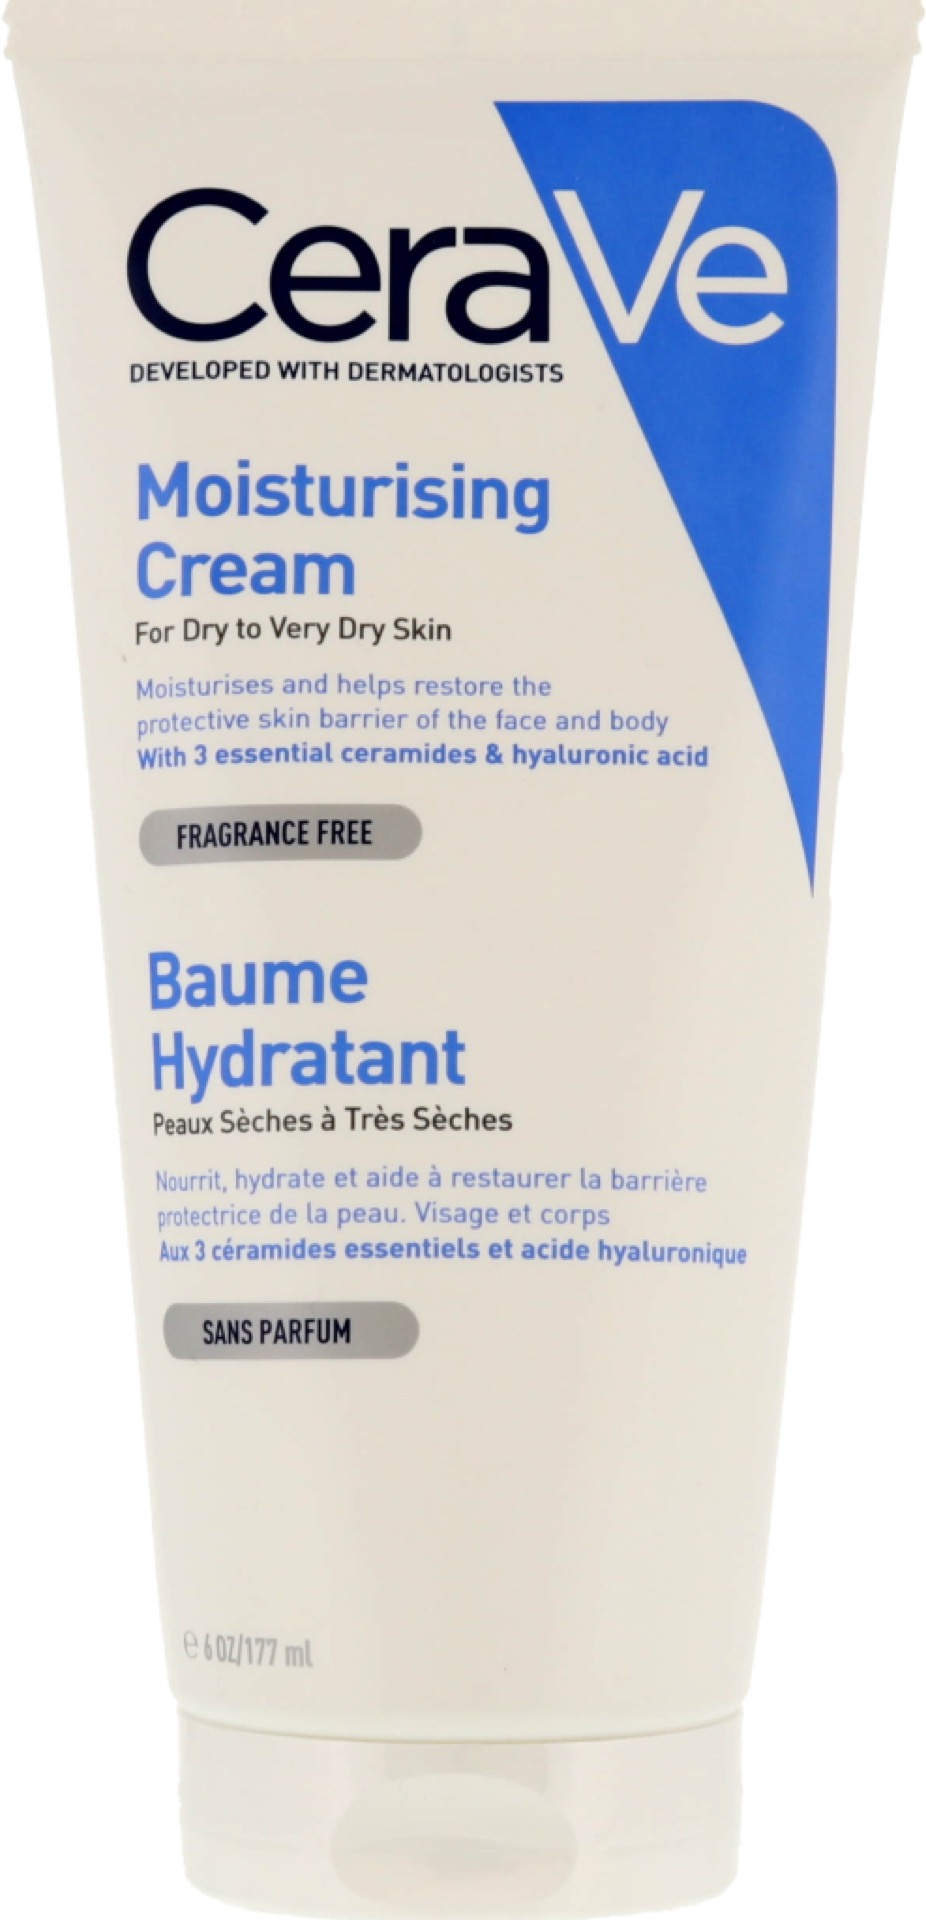 CeraVe
DEVELOPED WITH DERMATOLOGISTS
Moisturising
Cream
For Dry to Very Dry Skin
Moisturises and helps restore the
protective skin barrier of the face and body
With 3 essential ceramides & hyaluronic acid
FRAGRANCE FREE
Baume
Hydratant
Peaux Sèches à Très Sèches
Nourrit, hydrate et aide à restaurer la barrière
protectrice de la peau. Visage et corps
Aux 3 céramides essentiels et acide hyaluronique
SANS PARFUM
℮ 6 OZ/177 ml